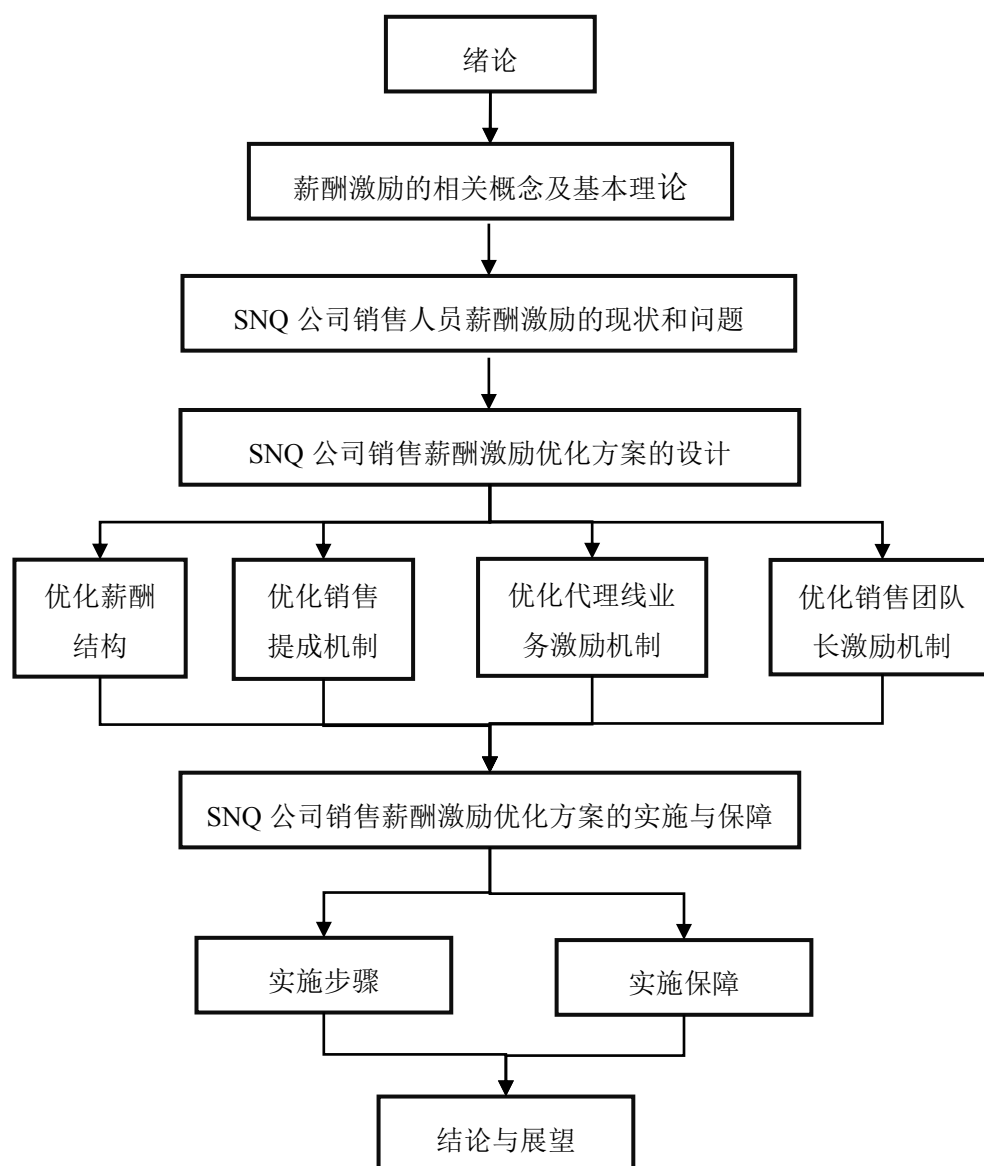 绪论
薪酬激励的相关概念及基本理论
SNQ 公司销售人员薪酬激励的现状和问题
SNQ 公司销售薪酬激励优化方案的设计
优化薪酬
结构
优化销售
提成机制
优化代理线业
务激励机制
优化销售团队
长激励机制
SNQ 公司销售薪酬激励优化方案的实施与保障
实施步骤
实施保障
结论与展望